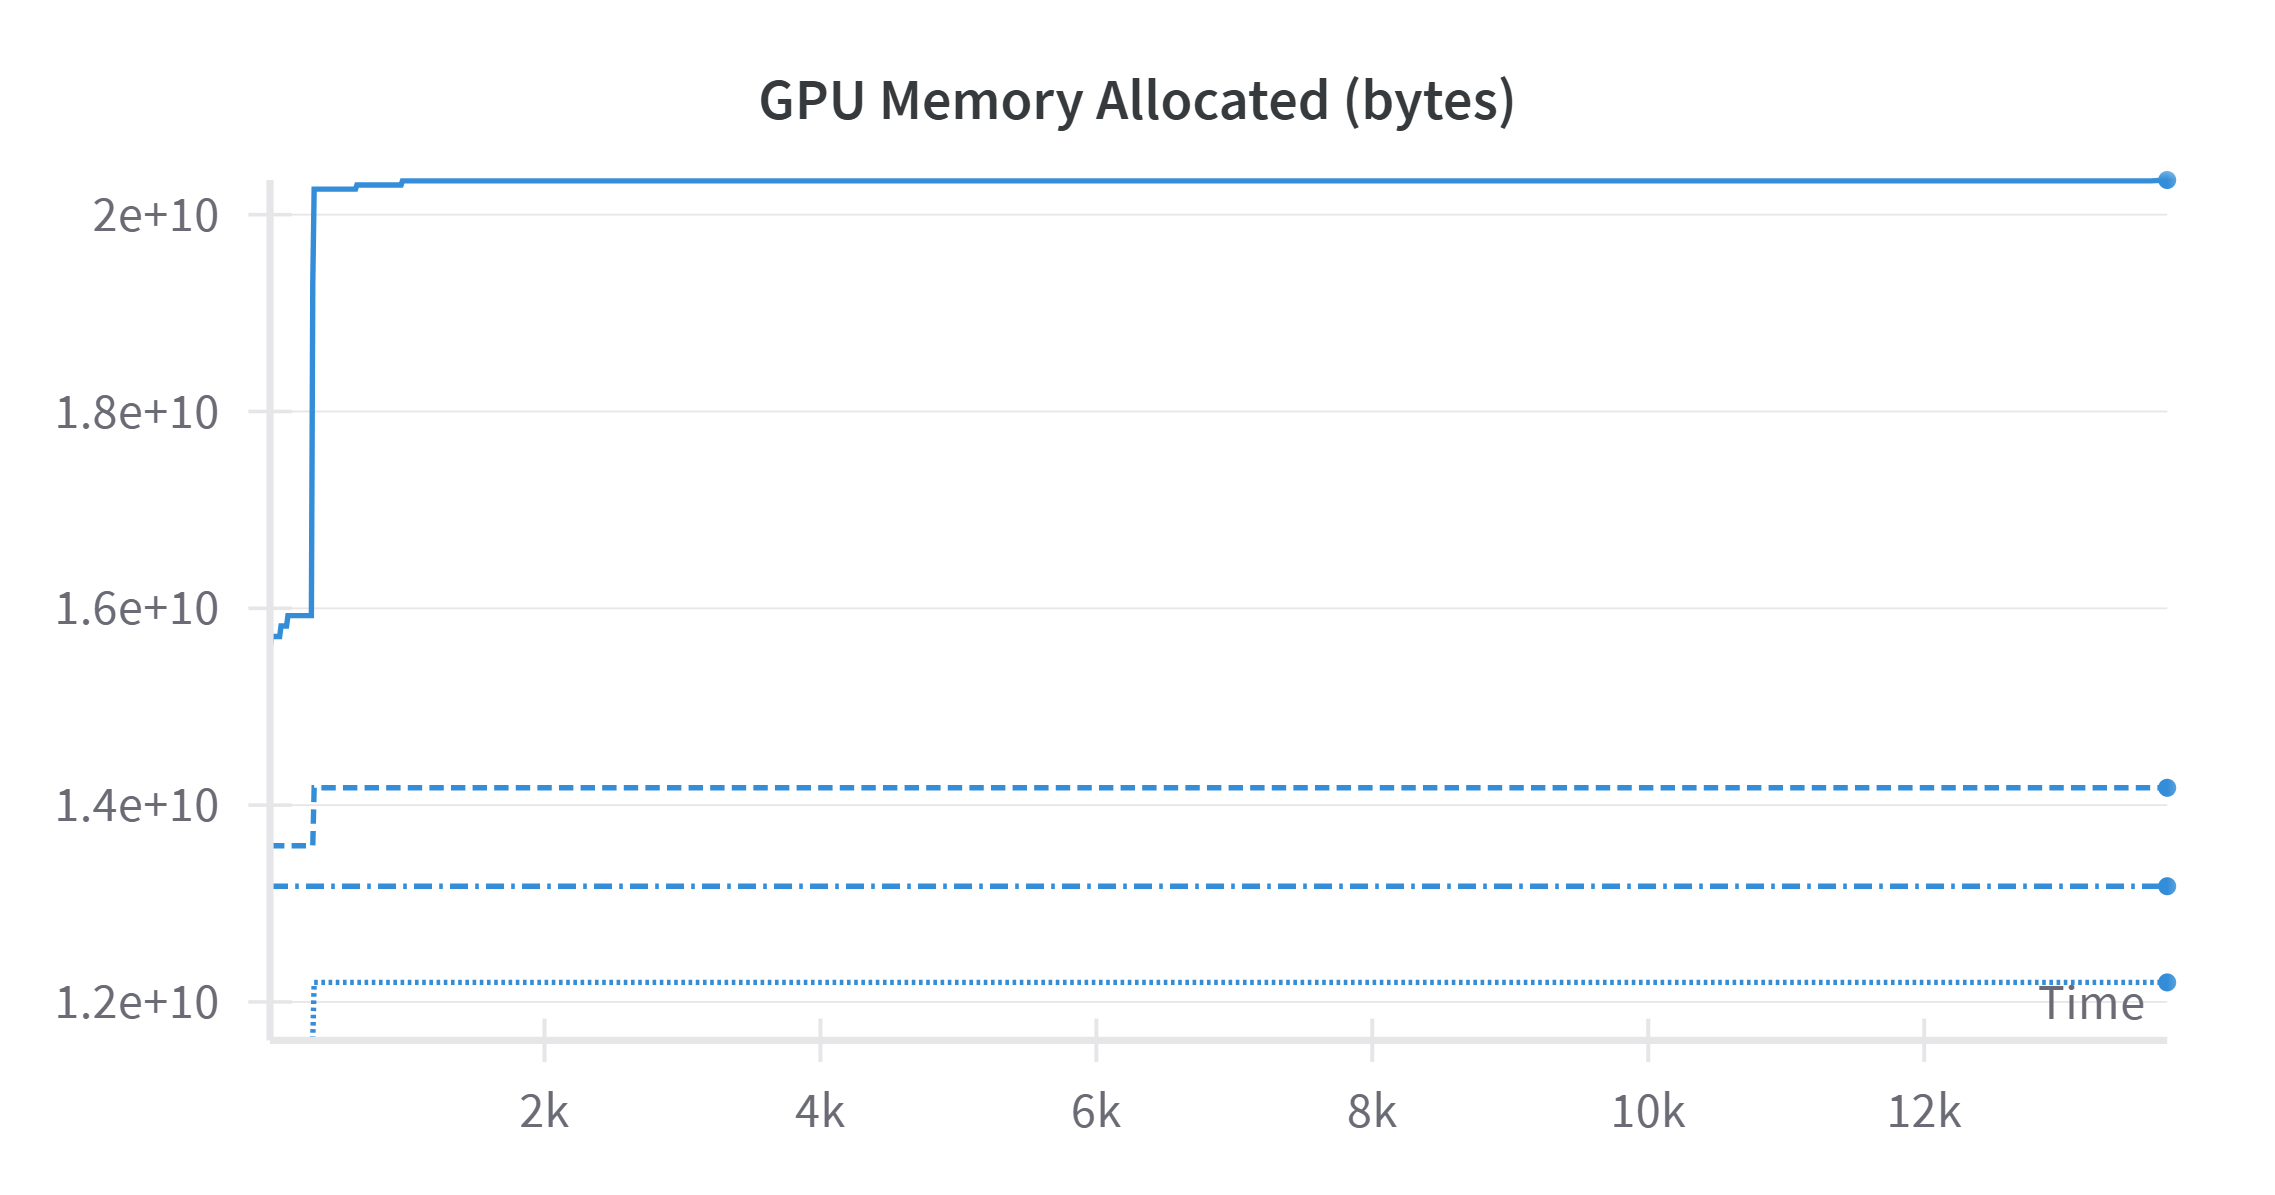 GPU Memory Allocated (bytes)
2e+10
1.8e+10
1.6e+10
1.4e+10
1.2e+10
Time
2k 4k 6k 8k 10k 12k